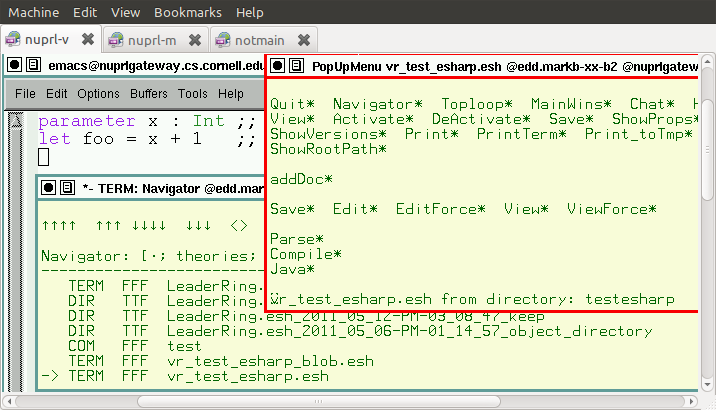 Machine Edit View Bookmarks Help
nuprl-v nuprl-m notmain
emacs@nuprlgateway.cs.cornell.edu
File Edit Options Buffers Tools Help
parameter x : Int ;;
let foo = x + 1 ;;
*- TERM: Navigator @edd.mar
↑↑↑↑ ↑↑↑ ↓↓↓↓ ↓↓↓ <>
Navigator: [·; theories;
TERM FFF LeaderRing.
DIR TTF LeaderRing.
DIR TTF LeaderRing.esh_2011_05_12-PM-03_08_47_keep
DIR TTF LeaderRing.esh_2011_05_06-PM-01_14_57_object_directory
COM FFF test
TERM FFF vr_test_esharp_blob.esh
-> TERM FFF vr_test_esharp.esh
PopUpMenu vr_test_esharp.esh @edd.markb-xx-b2 @nuprlgatew
Quit* Navigator* Toploop* MainWins* Chat* H
View* Activate* DeActivate* Save* ShowProps*
ShowVersions* Print* PrintTerm* Print_toTmp*
ShowRootPath*
addDoc*
Save* Edit* EditForce* View* ViewForce*
Parse*
Compile*
Java*
vr_test_esharp.esh from directory: testesharp